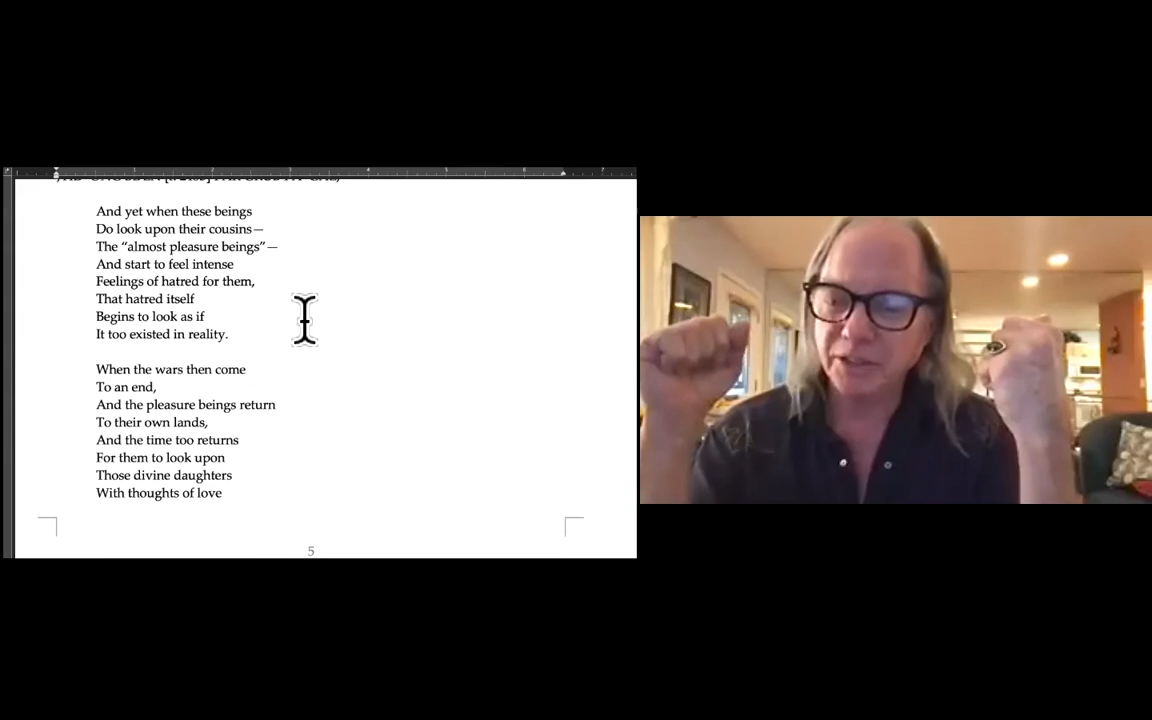 And yet when these beings
Do look upon their cousins—
The “almost pleasure beings”—
And start to feel intense
Feelings of hatred for them,
That hatred itself
Begins to look as if
It too existed in reality.
When the wars then come
To an end,
And the pleasure beings return
To their own lands,
And the time too returns
For them to look upon
Those divine daughters
With thoughts of love
5